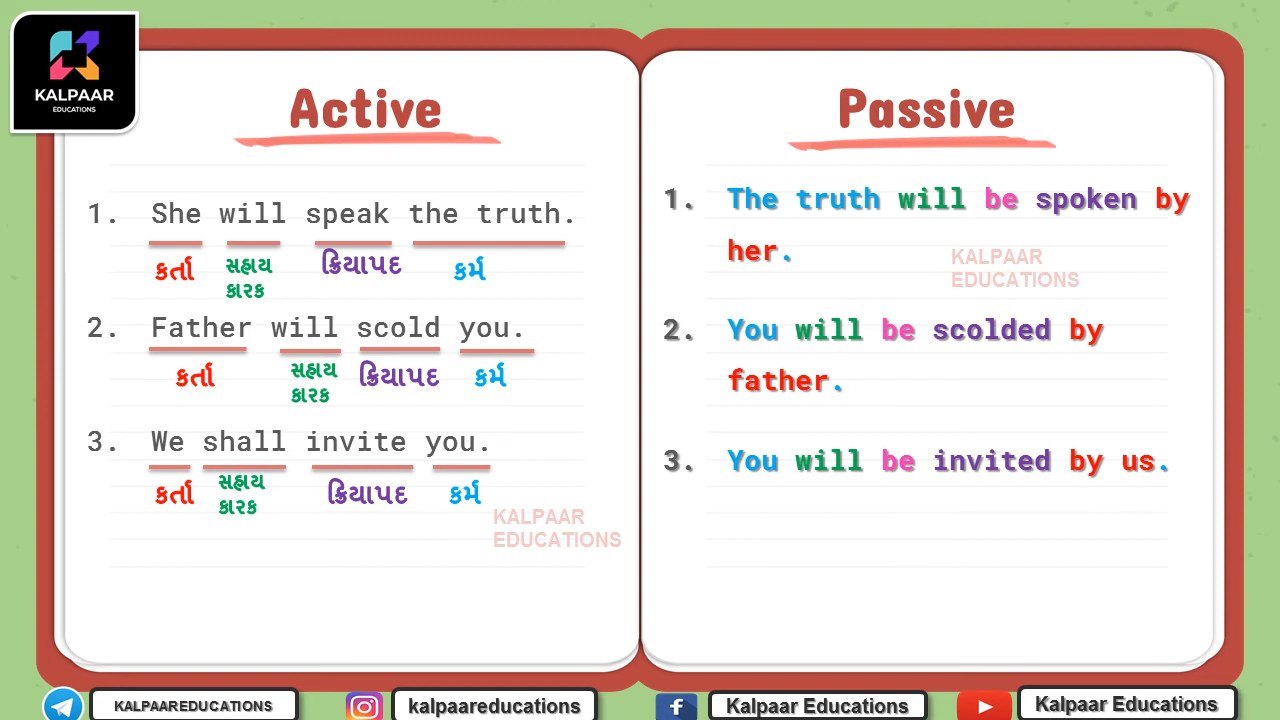 KALPAAR
EDUCATIONS
Active
1. She will speak the truth.
કર્તા સહાય ક્રિયાપદ કર્મ
કારક
2. Father will scold you.
કર્તા સહાય ક્રિયાપદ કર્મ
કારક
3. We shall invite you.
કર્તા સહાય ક્રિયાપદ કર્મ
કારક
KALPAAR
EDUCATIONS
Passive
1. The truth will be spoken by
her.
KALPAAR
EDUCATIONS
2. You will be scolded by
father.
3. You will be invited by us.
KALPAAREDUCATIONS
kalpaareducations
Kalpaar Educations
Kalpaar Educations